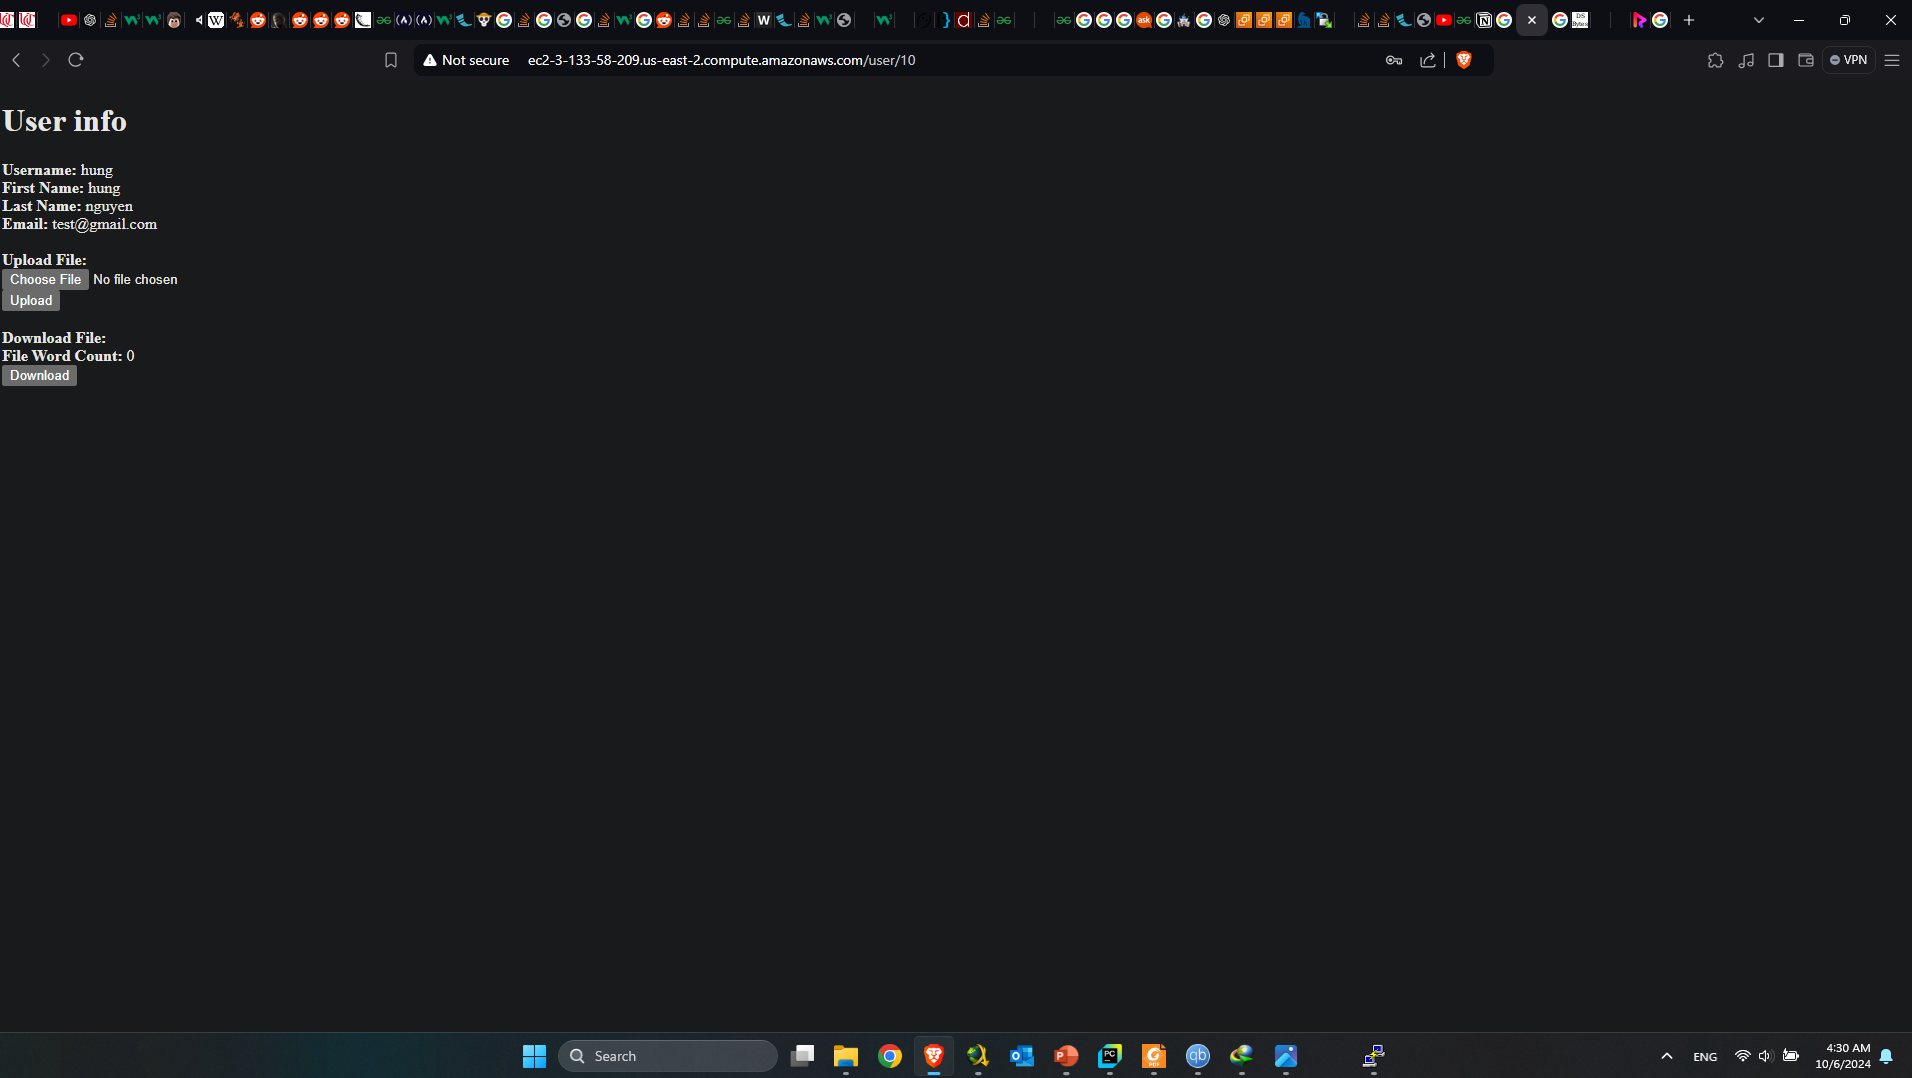 Not secure ec2-3-133-58-209.us-east-2.compute.amazonaws.com/user/10
VPN
User info
Username: hung
First Name: hung
Last Name: nguyen
Email: test@gmail.com
Upload File:
Choose File No file chosen
Upload
Download File:
File Word Count: 0
Download
Search
ENG
4:30 AM
10/6/2024